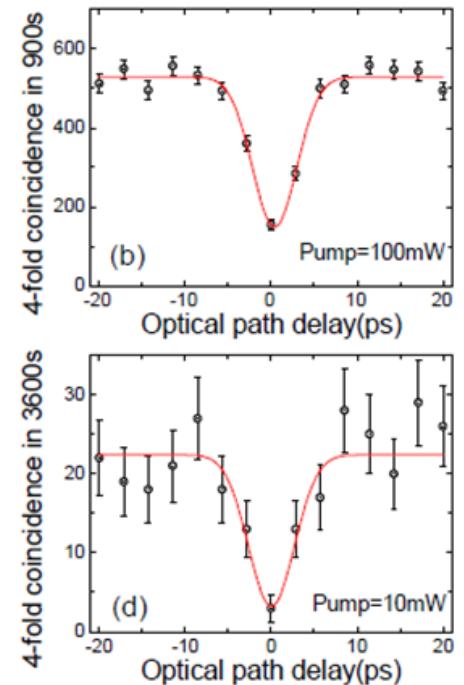 4-fold coincidence in 900s
600
400
200
0
(b)
Pump=100mW
-20 -10 0 10 20
Optical path delay(ps)
4-fold coincidence in 3600s
30
20
10
0
(d)
Pump=10mW
-20 -10 0 10 20
Optical path delay(ps)